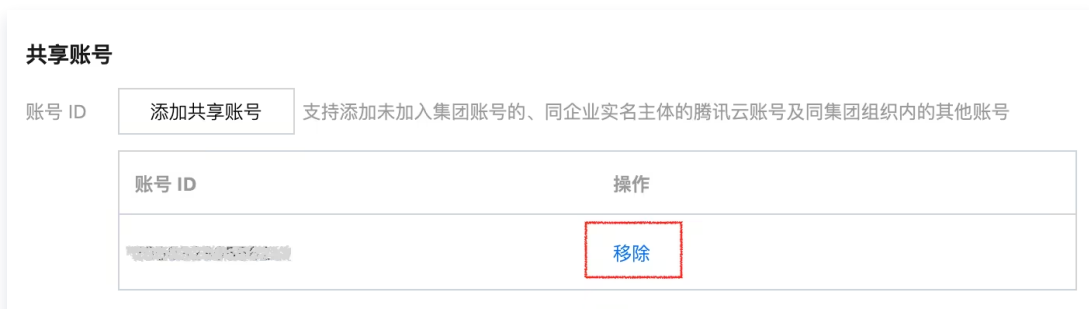 共享账号
账号 ID 添加共享账号 支持添加未加入集团账号的、同企业实名主体的腾讯云账号及同集团组织内的其他账号
账号 ID 操作
移除